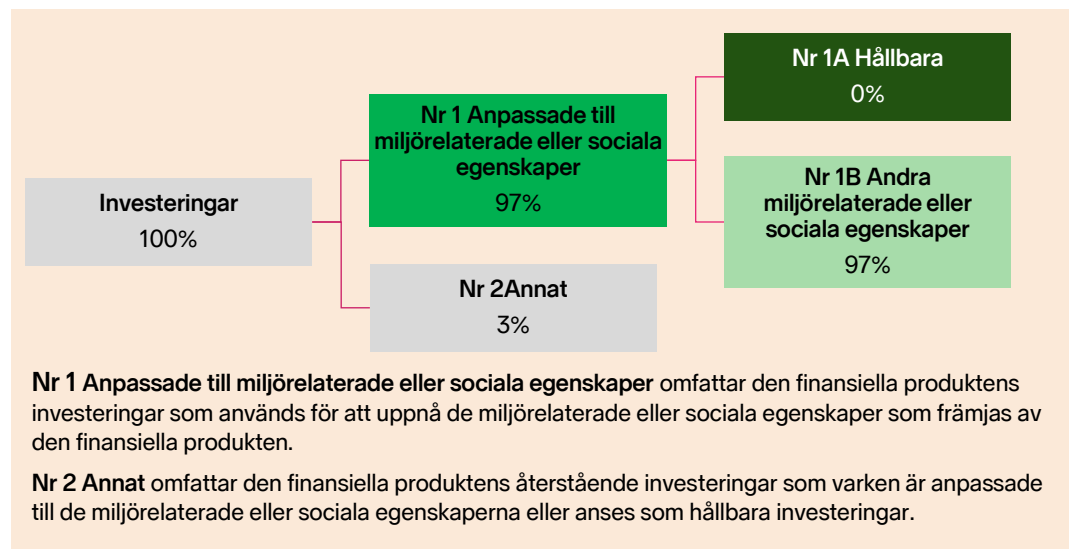 Nr 1A Hållbara
0%
Nr 1 Anpassade till
miljörelaterade eller sociala
egenskaper
97%
Investeringar
100%
Nr 1B Andra
miljörelaterade eller
sociala egenskaper
97%
Nr 2Annat
3%
Nr 1 Anpassade till miljörelaterade eller sociala egenskaper omfattar den finansiella produktens
investeringar som används för att uppnå de miljörelaterade eller sociala egenskaper som främjas av
den finansiella produkten.
Nr 2 Annat omfattar den finansiella produktens återstående investeringar som varken är anpassade
till de miljörelaterade eller sociala egenskaperna eller anses som hållbara investeringar.